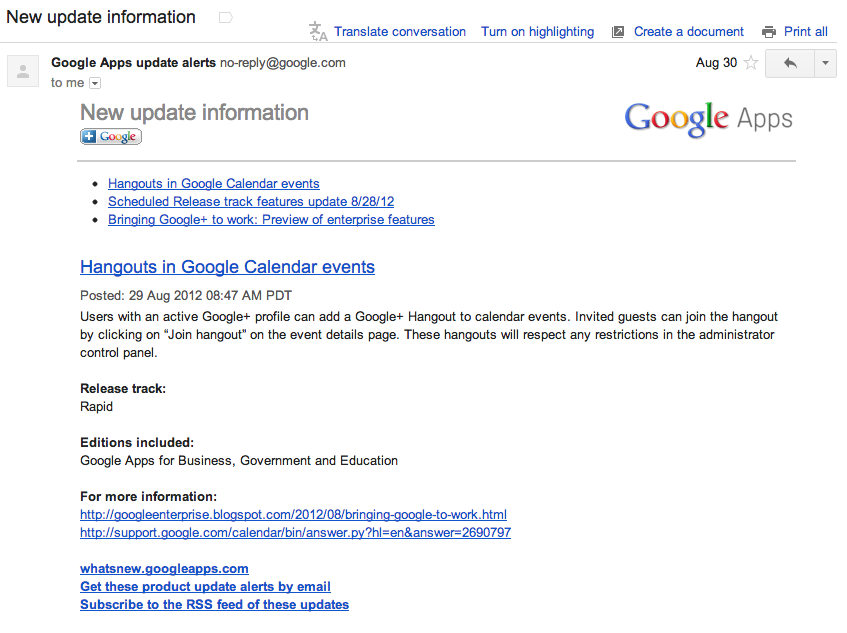 New update information
Translate conversation Turn on highlighting Create a document Print all
Google Apps update alerts no-reply@google.com Aug 30
to me
New update information
Google
Google Apps
Hangouts in Google Calendar events
Scheduled Release track features update 8/28/12
Bringing Google+ to work: Preview of enterprise features
Hangouts in Google Calendar events
Posted: 29 Aug 2012 08:47 AM PDT
Users with an active Google+ profile can add a Google+ Hangout to calendar events. Invited guests can join the hangout
by clicking on “Join hangout” on the event details page. These hangouts will respect any restrictions in the administrator
control panel.
Release track:
Rapid
Editions included:
Google Apps for Business, Government and Education
For more information:
http://googleenterprise.blogspot.com/2012/08/bringing-google-to-work.html
http://support.google.com/calendar/bin/answer.py?hl=en&answer=2690797
whatsnew.googleapps.com
Get these product update alerts by email
Subscribe to the RSS feed of these updates